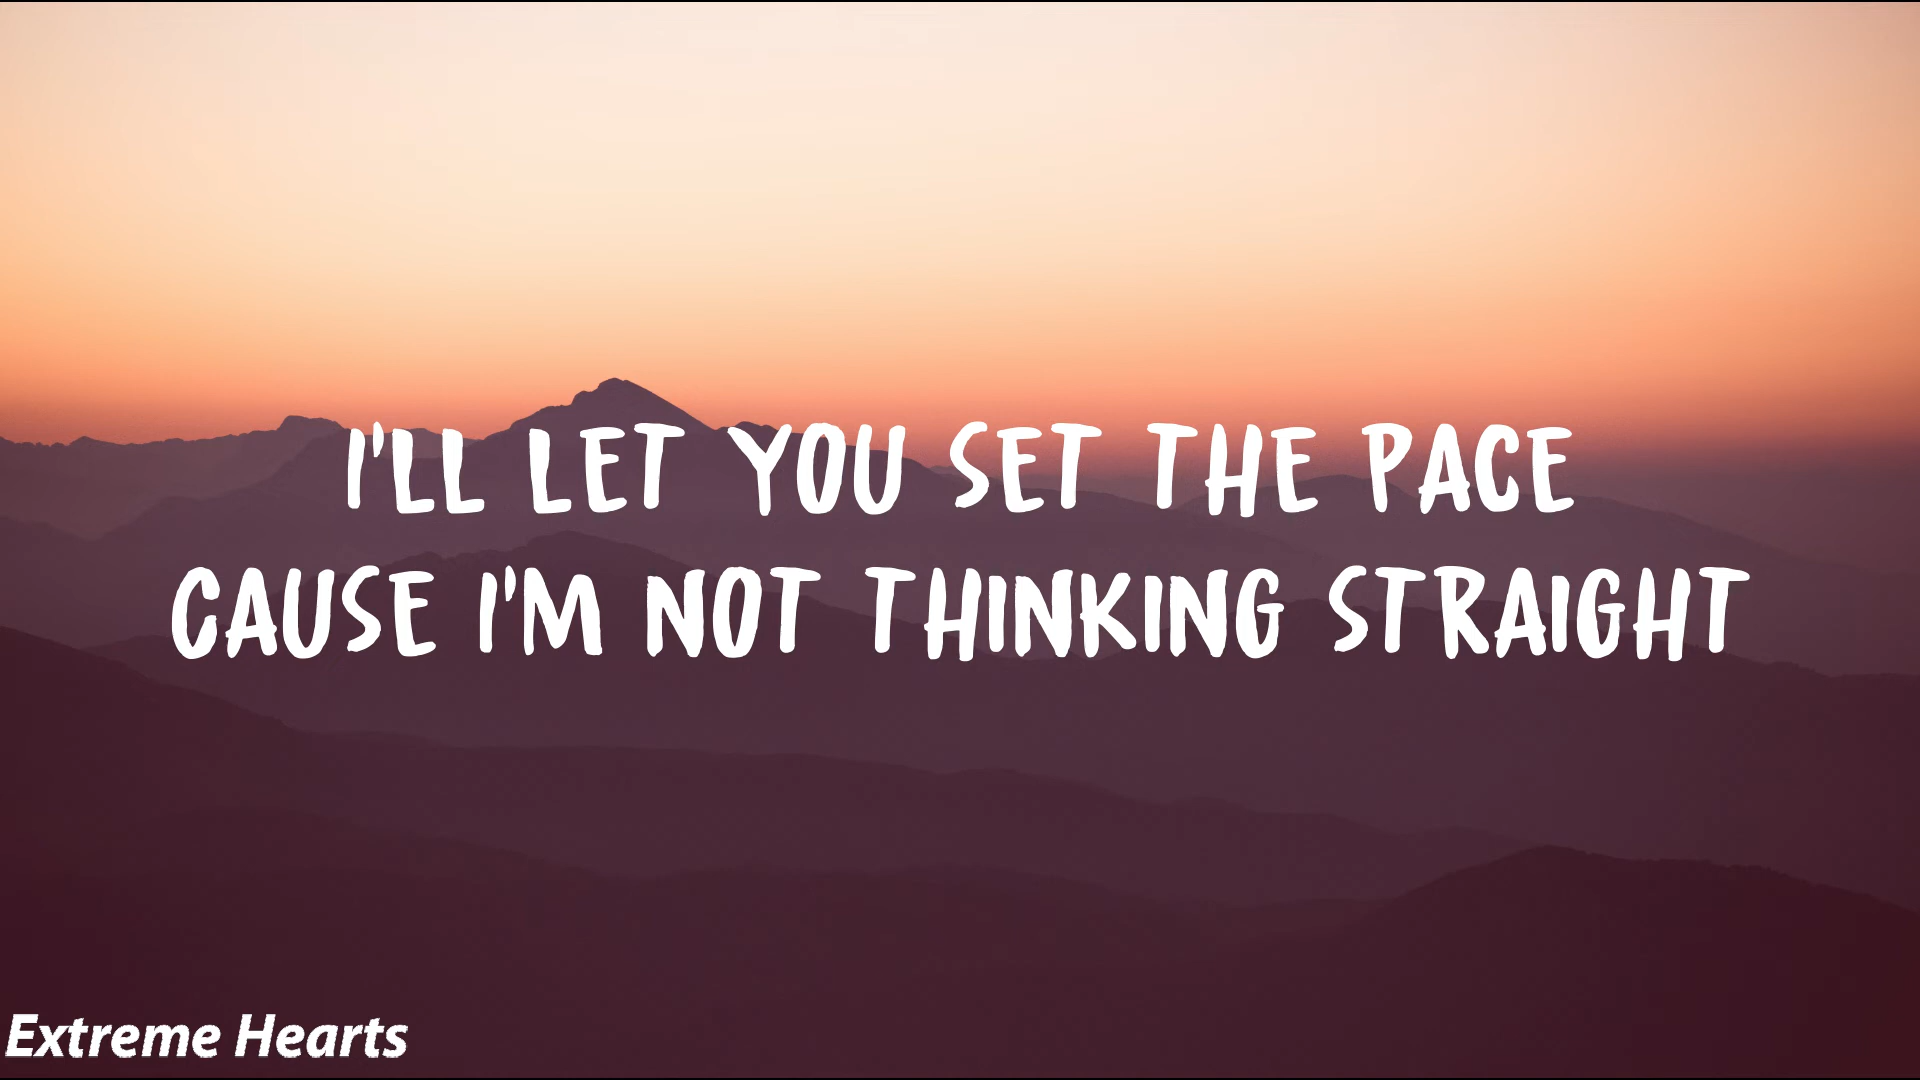 I'LL LET YOU SET THE PACE
CAUSE I'M NOT THINKING STRAIGHT
Extreme Hearts